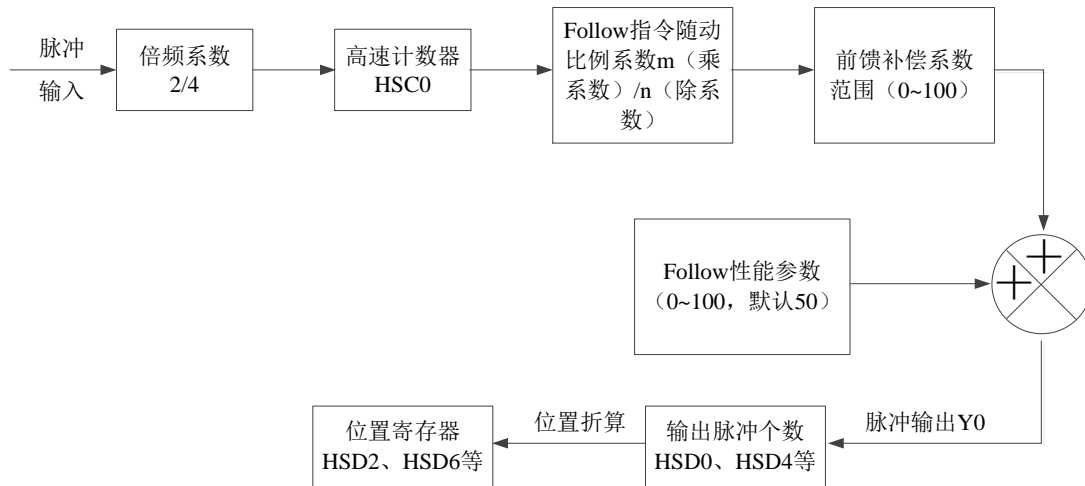 脉冲
输入
倍频系数
2/4
高速计数器
HSC0
Follow指令随动
比例系数m（乘
系数）/n（除系
数）
前馈补偿系数
范围（0~100）
Follow性能参数
（0~100，默认50）
脉冲输出Y0
输出脉冲个数
HSD0、HSD4等
位置折算
位置寄存器
HSD2、HSD6等